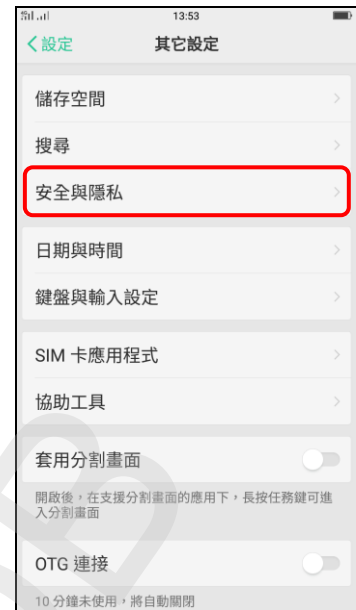 13:53
設定
其它設定
儲存空間
搜尋
安全與隱私
日期與時間
鍵盤與輸入設定
SIM 卡應用程式
協助工具
套用分割畫面
開啟後，在支援分割畫面的應用下，長按任務鍵可進
入分割畫面
OTG 連接
10 分鐘未使用，將自動關閉